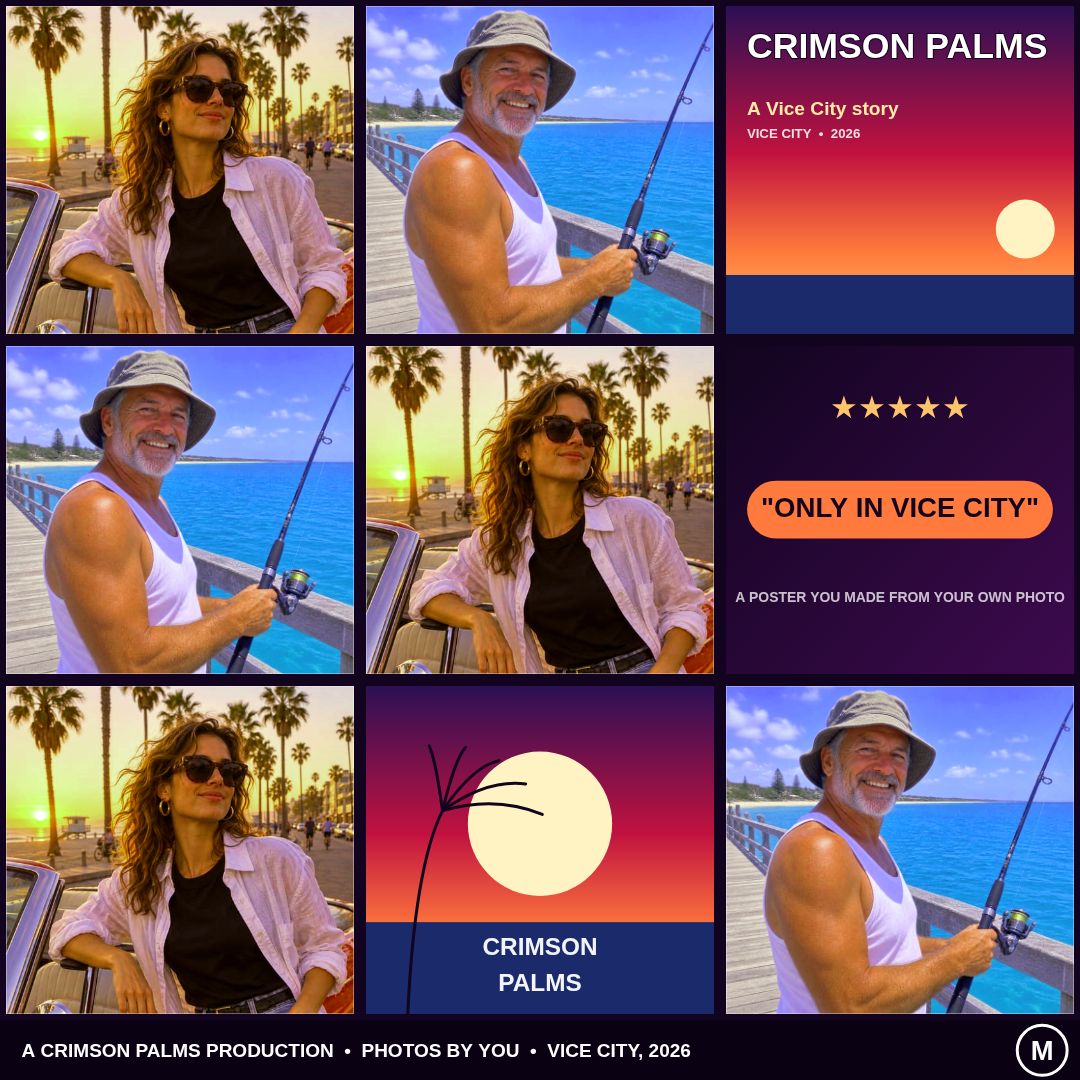 CRIMSON PALMS
A Vice City story
VICE CITY • 2026
★★★★★
"ONLY IN VICE CITY"
A POSTER YOU MADE FROM YOUR OWN PHOTO
CRIMSON
PALMS
A CRIMSON PALMS PRODUCTION • PHOTOS BY YOU • VICE CITY, 2026
M